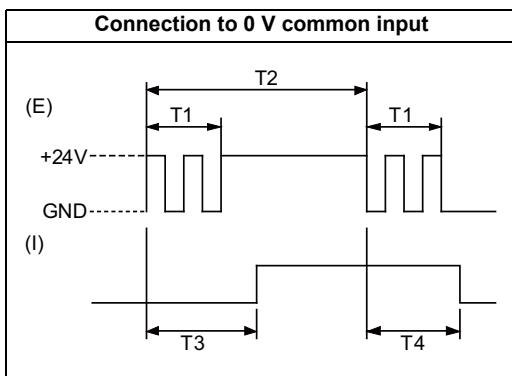 Connection to 0 V common input
T2
(E)
T1
T1
+24V
GND
(I)
T3
T4